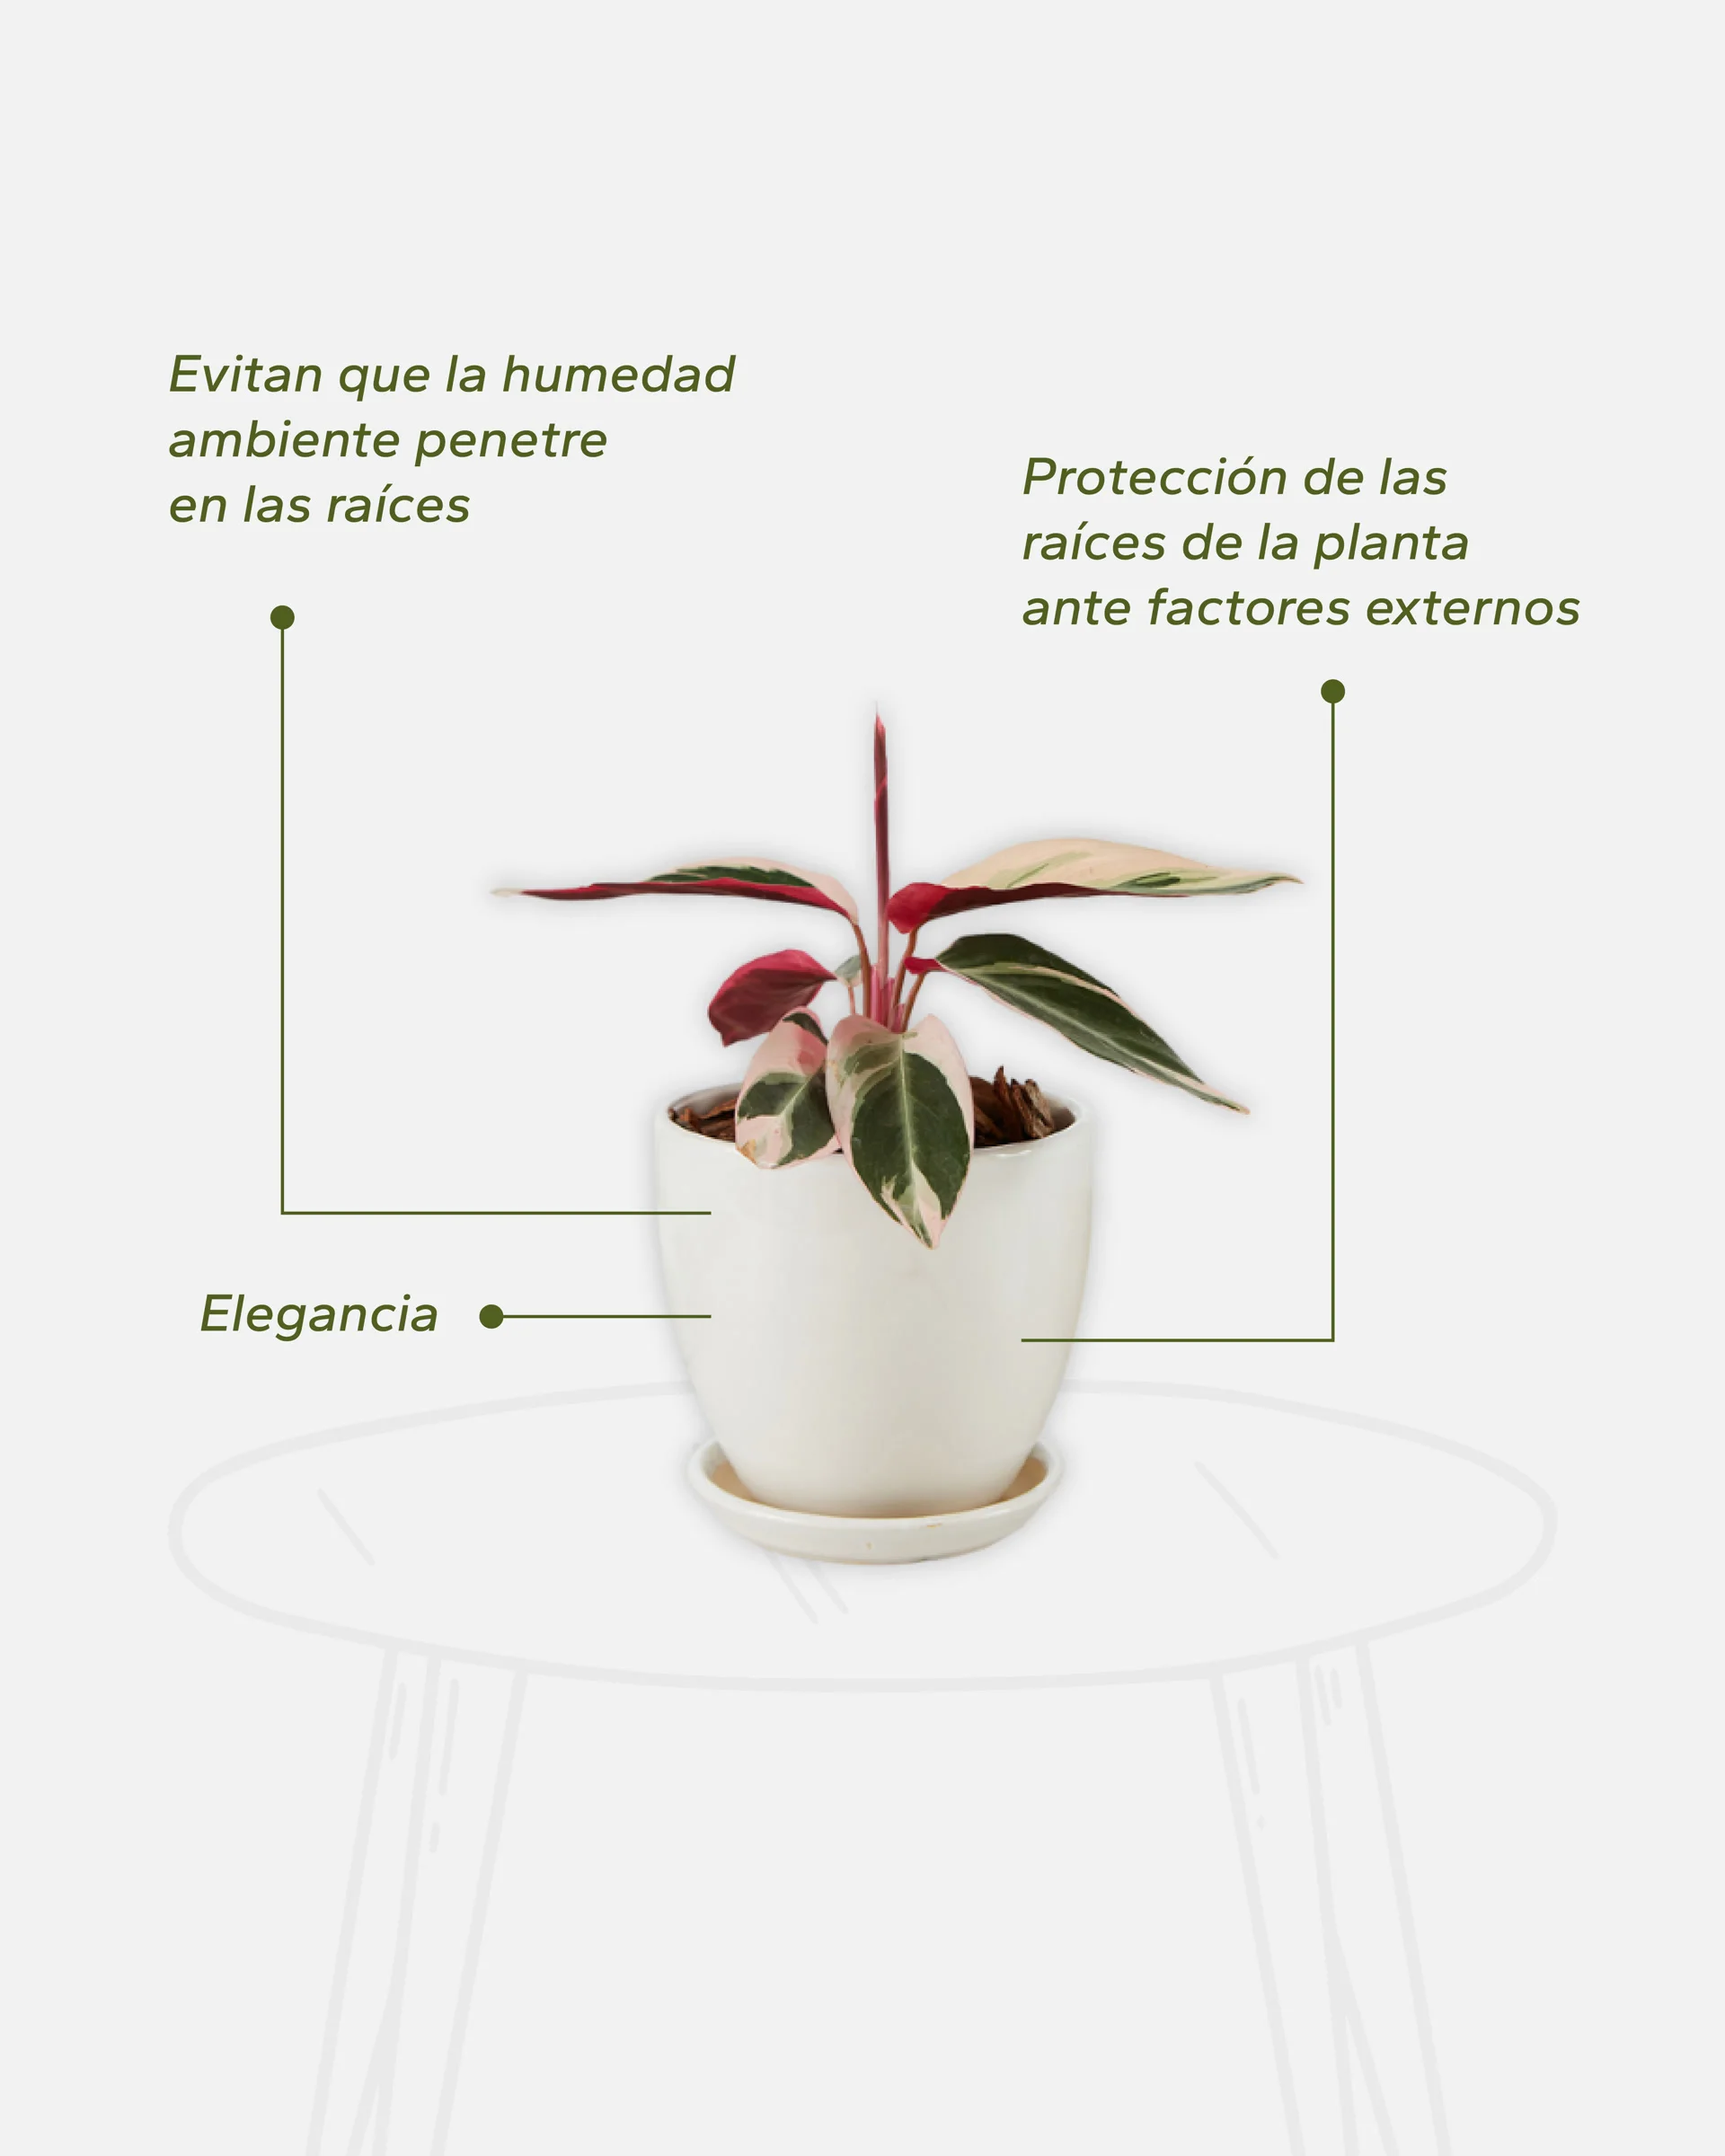 Evitan que la humedad
ambiente penetre
en las raíces
Protección de las
raíces de la planta
ante factores externos
Elegancia